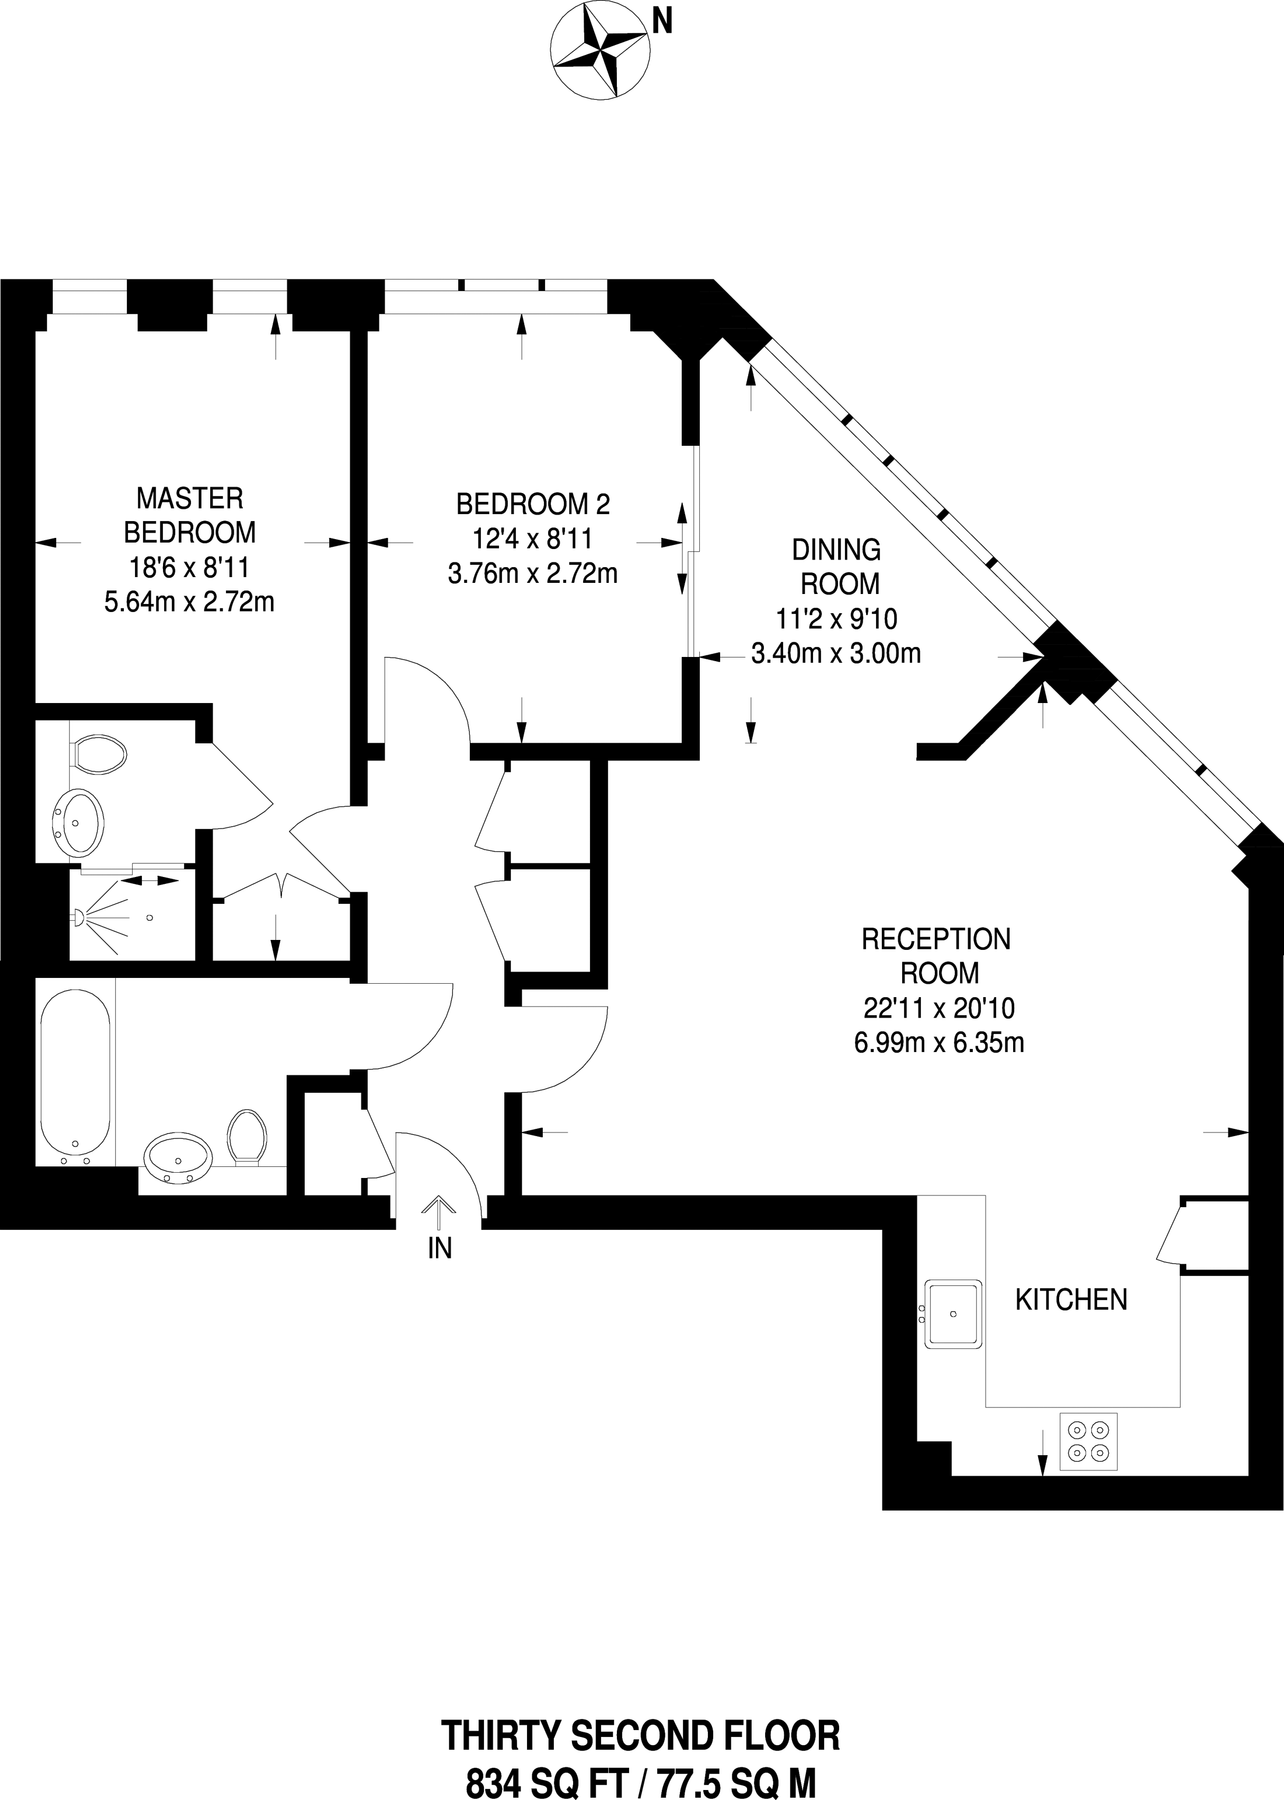 N
MASTER
BEDROOM
18'6 x 8'11
5.64m x 2.72m
BEDROOM 2
12'4 x 8'11
3.76m x 2.72m
DINING
ROOM
11'2 x 9'10
3.40m x 3.00m
RECEPTION
ROOM
22'11 x 20'10
6.99m x 6.35m
IN
KITCHEN
THIRTY SECOND FLOOR
834 SQ FT / 77.5 SQ M